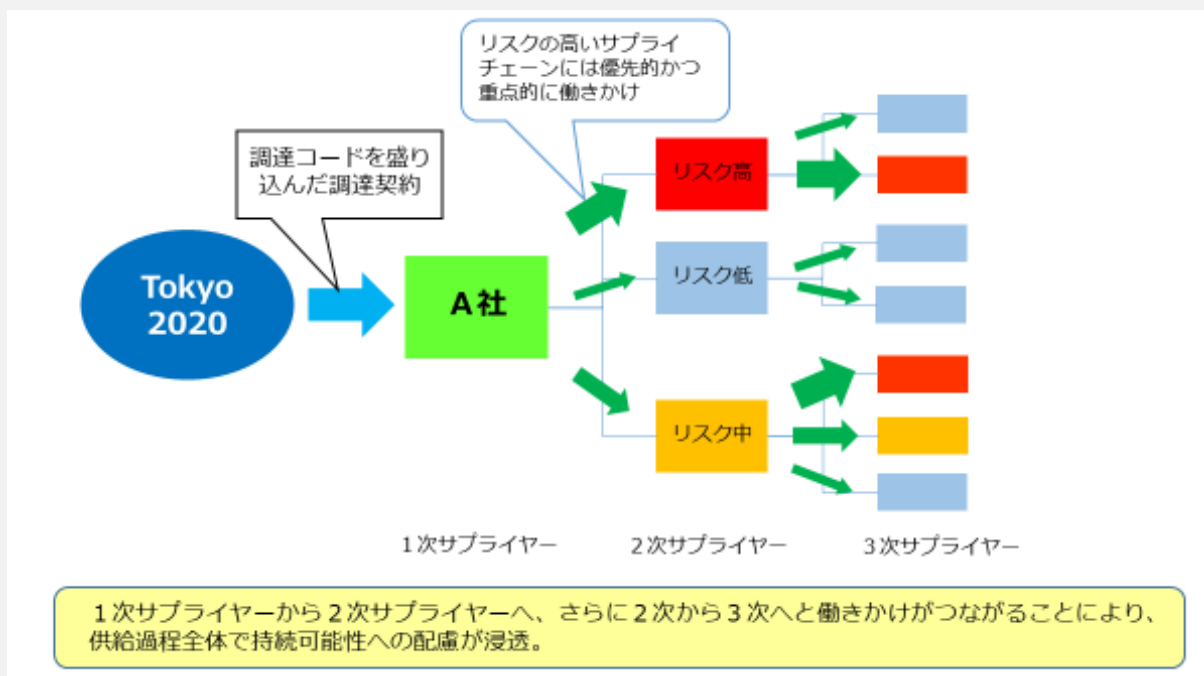 リスクの高いサプライ
チェーンには優先的かつ
重点的に働きかけ
調達コードを盛り
込んだ調達契約
Tokyo
2020
A社
リスク高
リスク低
リスク中
1次サプライヤー
2次サプライヤー
3次サプライヤー
1次サプライヤーから2次サプライヤーへ、さらに2次から3次へと働きかけがつながることにより、
供給過程全体で持続可能性への配慮が浸透。